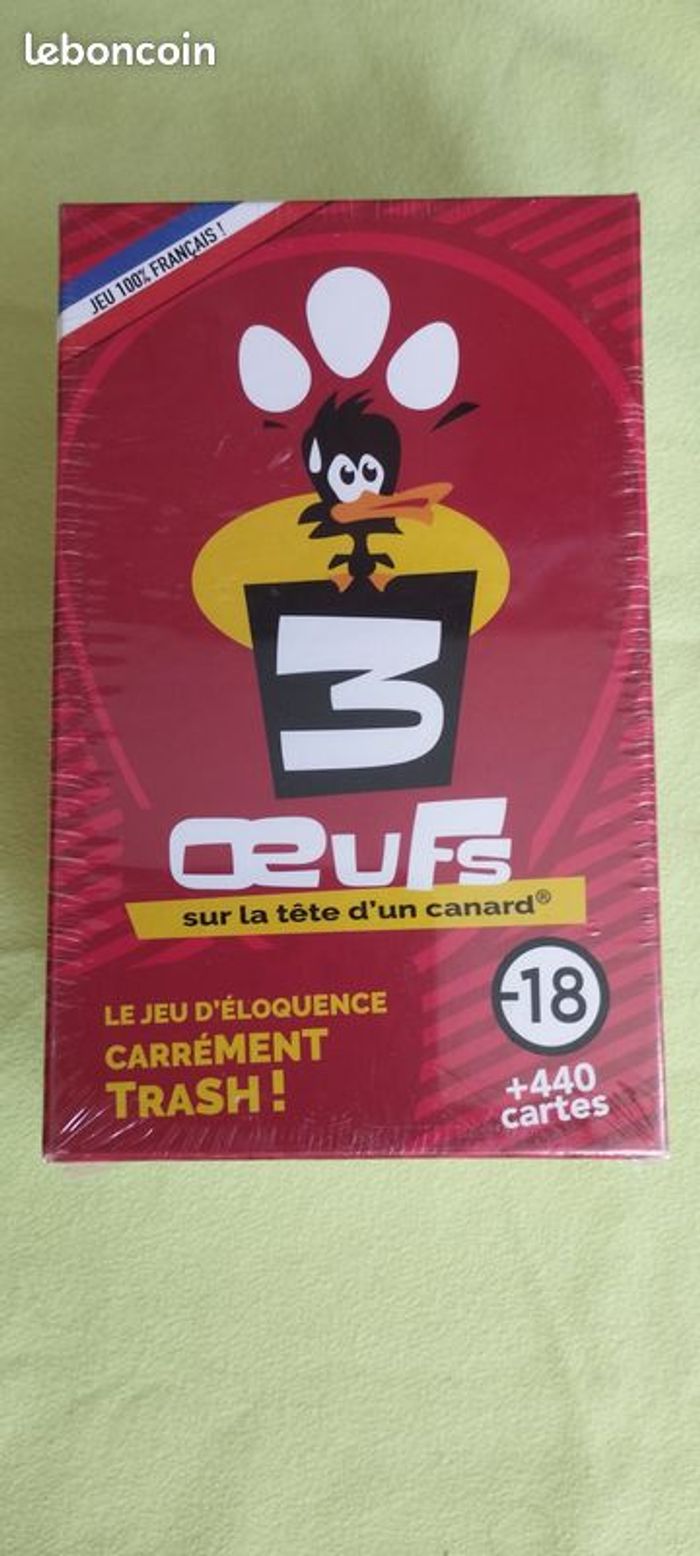 leboncoin
JEU 100% FRANÇAIS !
3
ŒUFS
sur la tête d'un canard®
LE JEU D'ÉLOQUENCE
CARRÉMENT
TRASH !
-18
+440
cartes